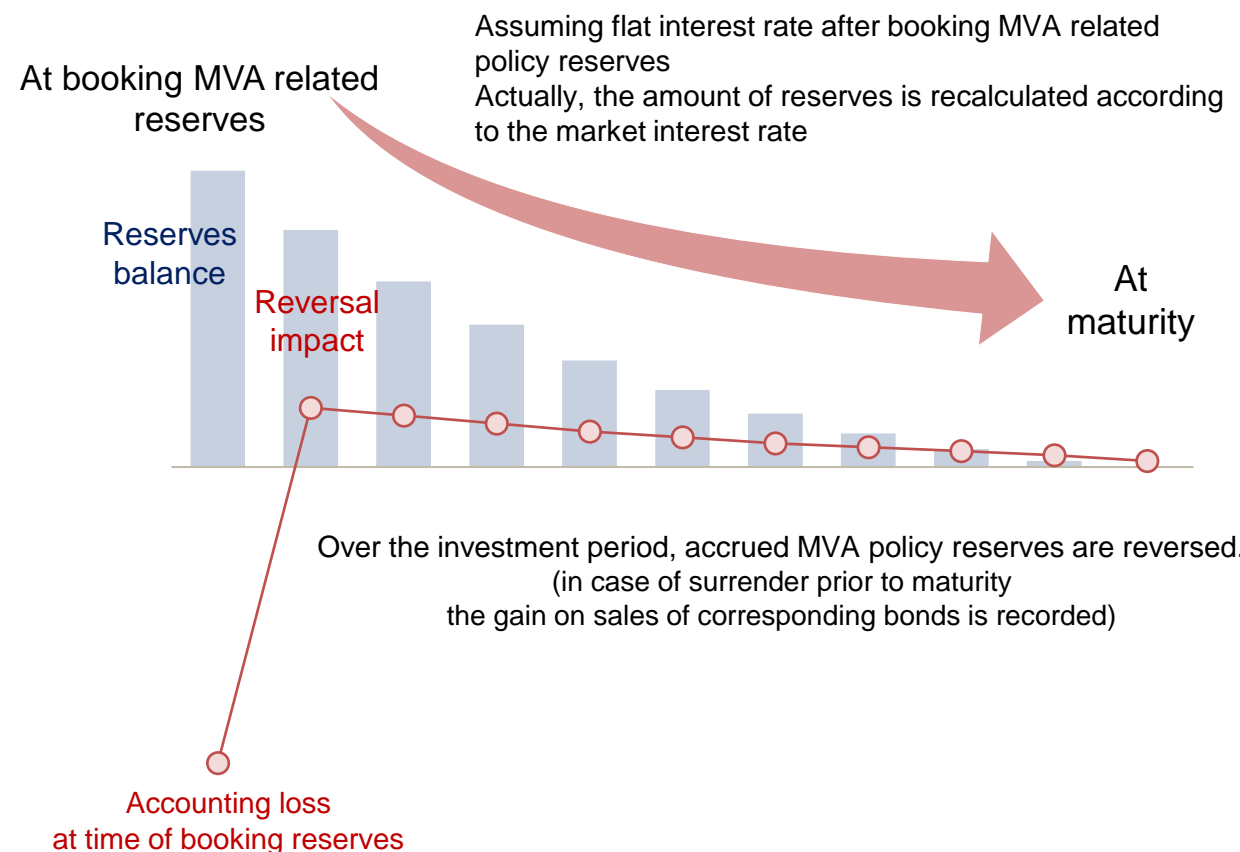 Assuming flat interest rate after booking MVA related
policy reserves
Actually, the amount of reserves is recalculated according
to the market interest rate
At booking MVA related
reserves
Reserves
balance
Reversal
impact
At
maturity
Over the investment period, accrued MVA policy reserves are reversed.
(in case of surrender prior to maturity
the gain on sales of corresponding bonds is recorded)
Accounting loss
at time of booking reserves